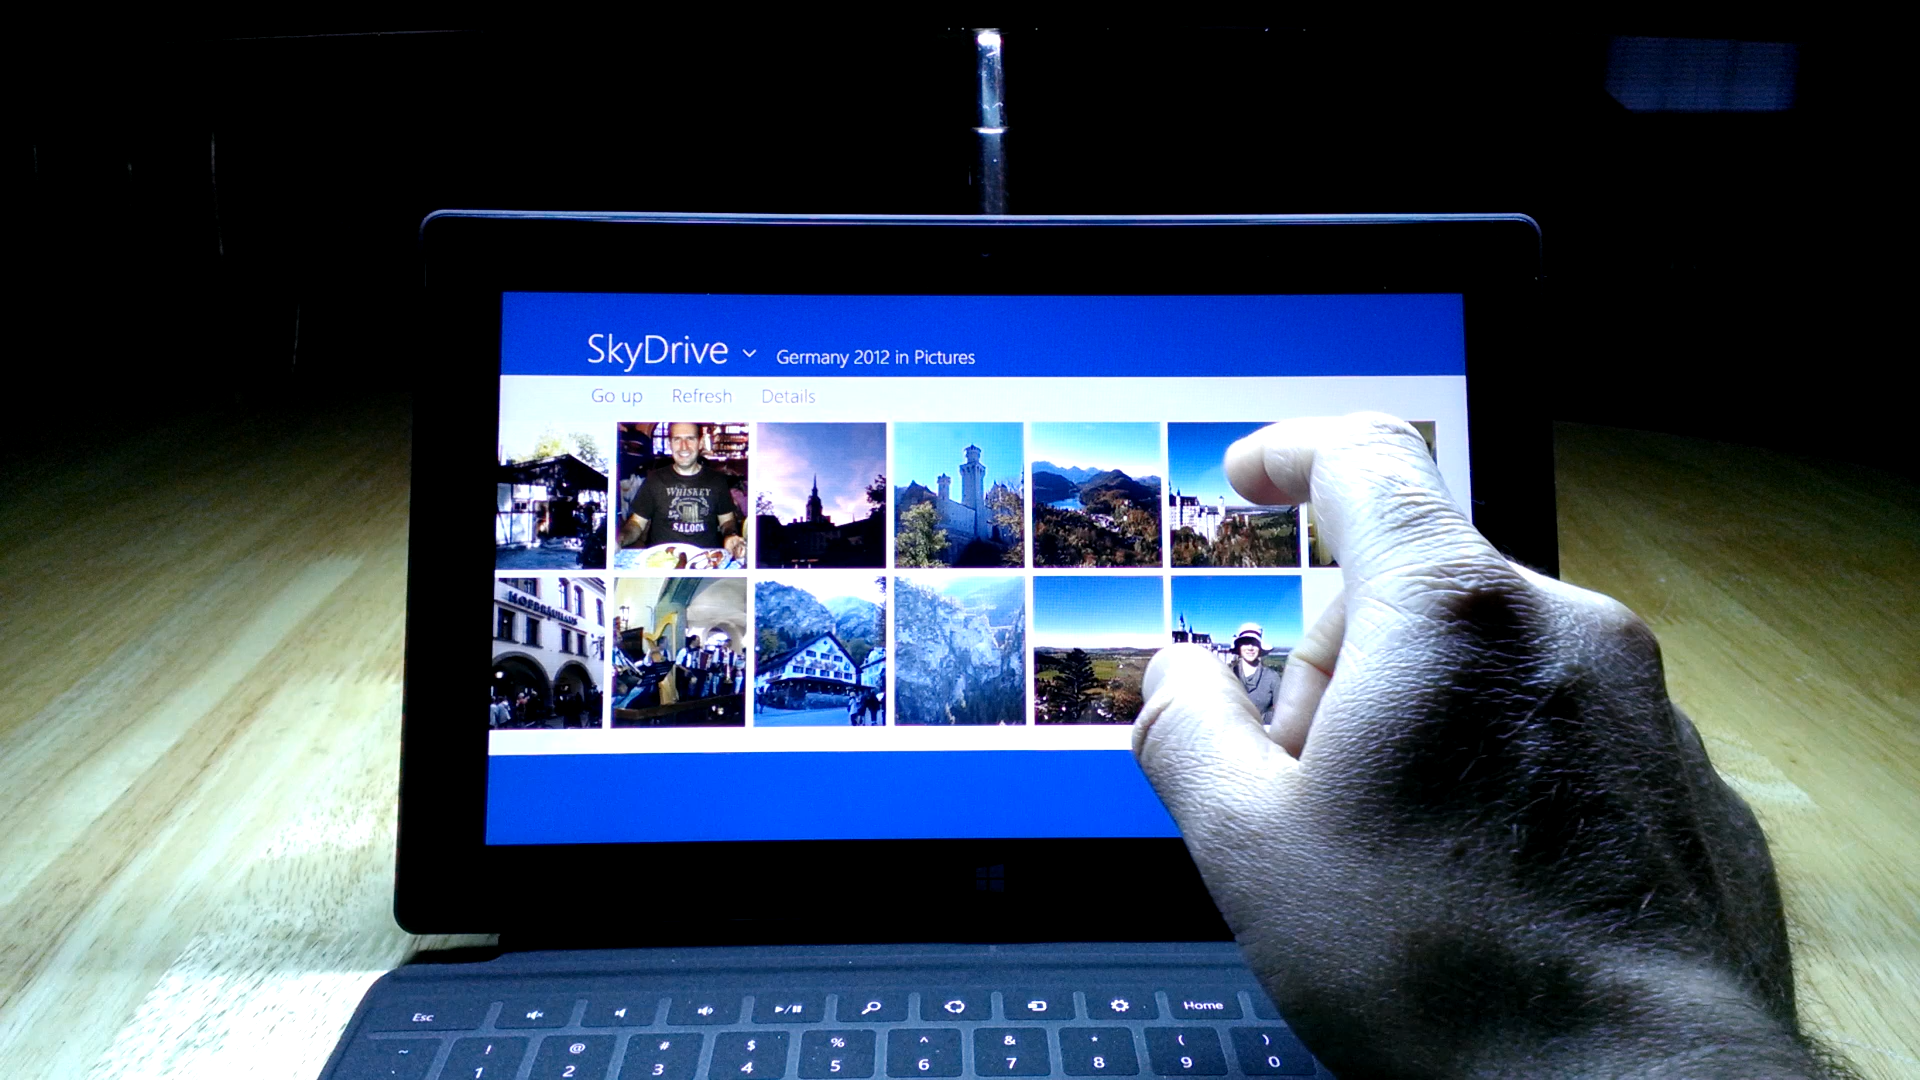 SkyDrive Germany 2012 in Pictures
Go up Refresh Details
WHISKEY
SALOON
HOFBRÄUHAUS
Esc Home
~ ! @ # $ % ^ & * ( )
1 2 3 4 5 6 7 8 9 0